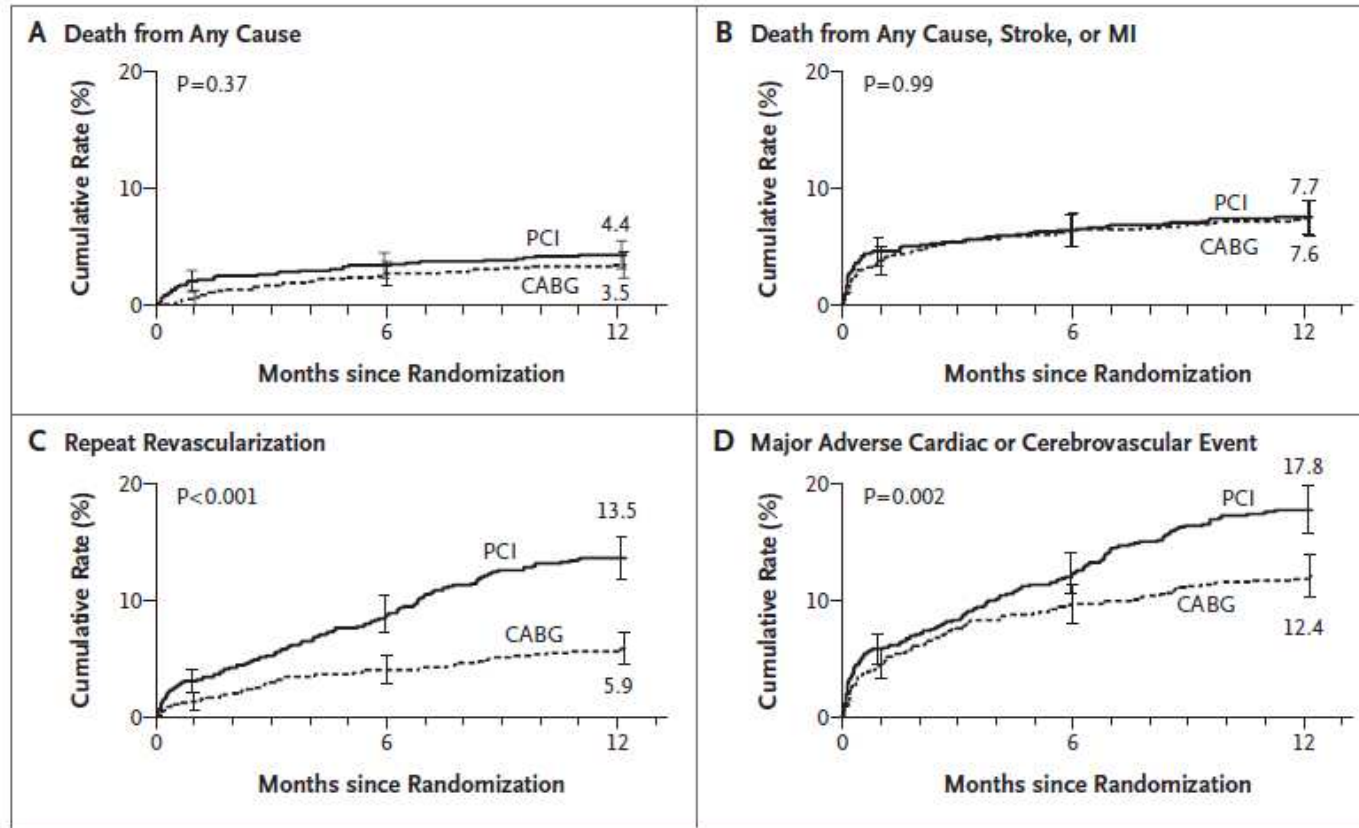 A Death from Any Cause
Cumulative Rate (%)
20
10
0
P=0.37
PCI
4.4
CABG
3.5
0 6 12
Months since Randomization
B Death from Any Cause, Stroke, or MI
Cumulative Rate (%)
20
10
0
P=0.99
PCI
7.7
CABG
7.6
0 6 12
Months since Randomization
C Repeat Revascularization
Cumulative Rate (%)
20
10
0
P<0.001
13.5
PCI
CABG
5.9
0 6 12
Months since Randomization
D Major Adverse Cardiac or Cerebrovascular Event
Cumulative Rate (%)
20
10
0
P=0.002
17.8
PCI
CABG
12.4
0 6 12
Months since Randomization